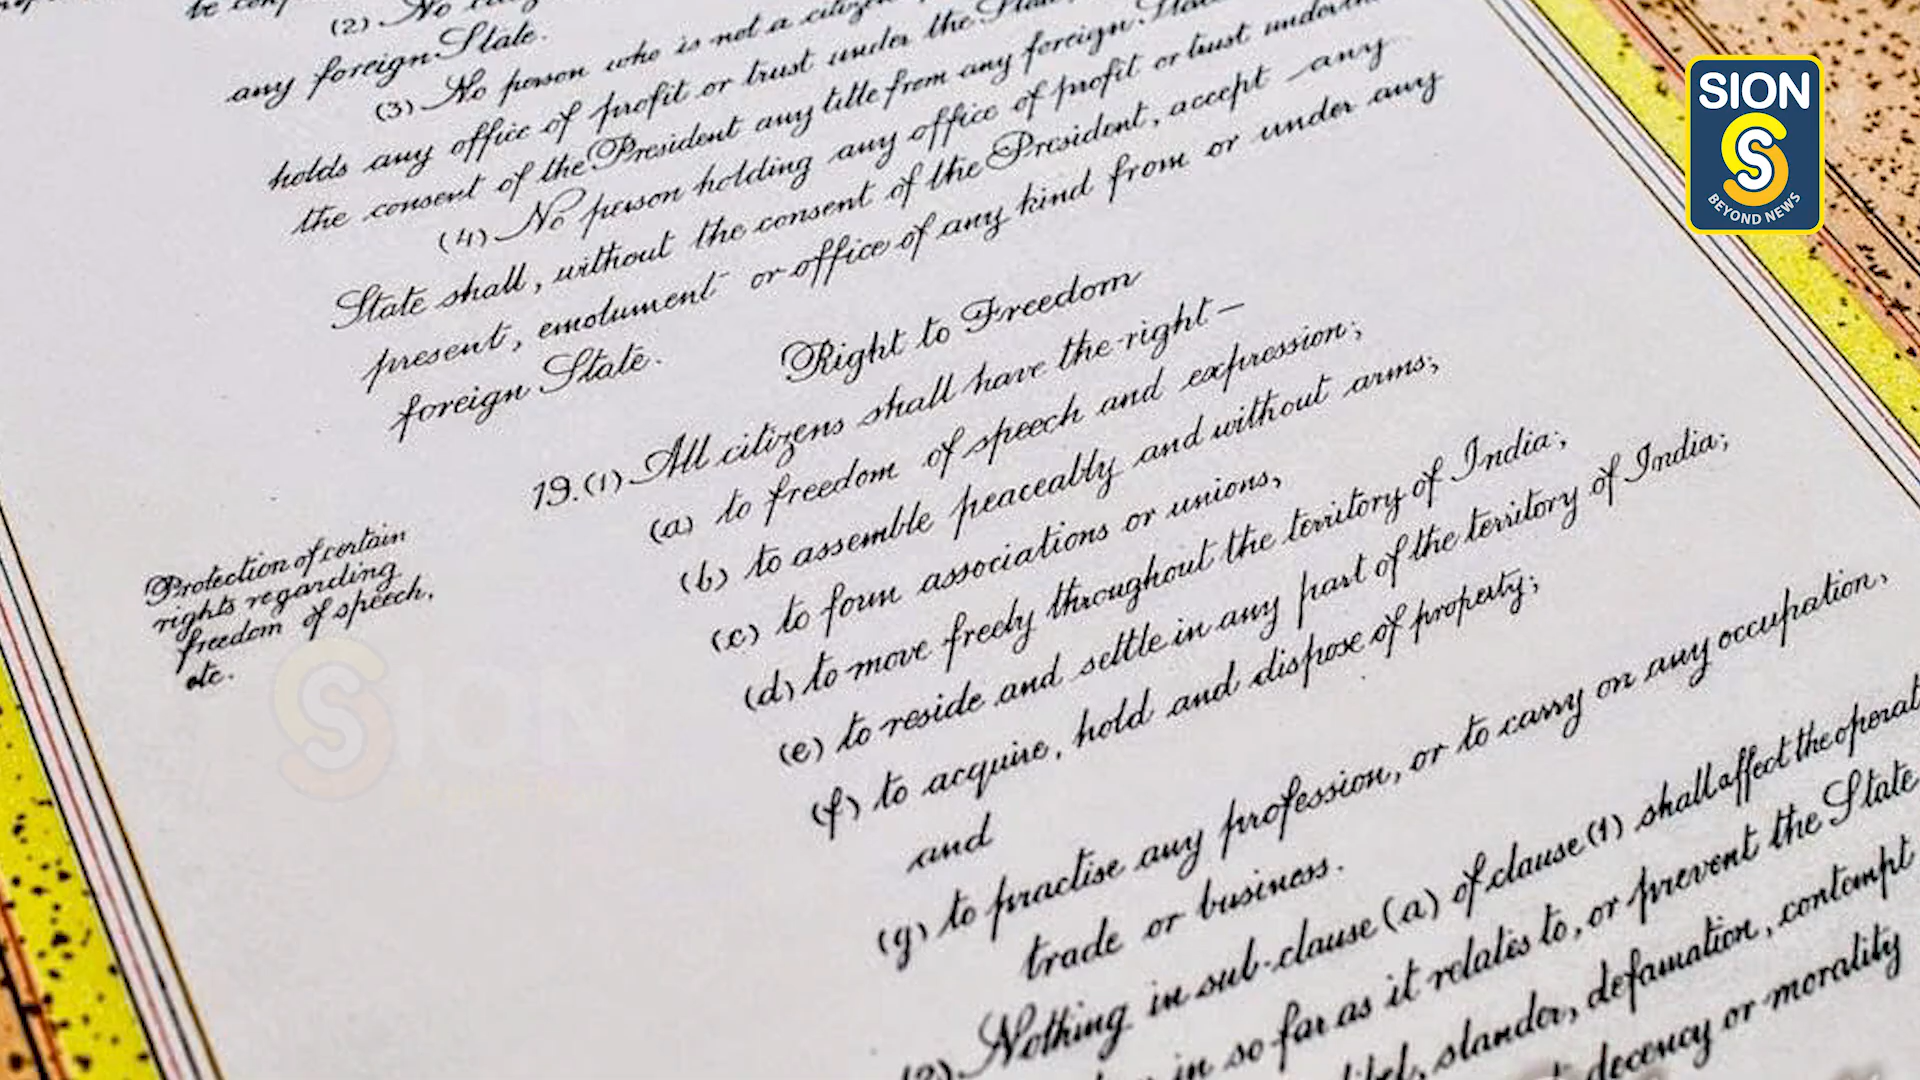 be
(2) No
any foreign State.
(3) No person who is not a citizen
holds any office of profit or trust under the State
the consent of the President any title from any foreign State
(4) No person holding any office of profit or trust under the
State shall, without the consent of the President, accept any
present, emolument or office of any kind from or under any
foreign State.
Right to Freedom
Protection of certain
rights regarding
freedom of speech,
etc.
19.(1) All citizens shall have the right —
(a) to freedom of speech and expression;
(b) to assemble peaceably and without arms;
(c) to form associations or unions;
(d) to move freely throughout the territory of India;
(e) to reside and settle in any part of the territory of India;
(f) to acquire, hold and dispose of property;
and
(g) to practise any profession, or to carry on any occupation,
trade or business.
(2) Nothing in sub-clause (a) of clause (1) shall affect the operat
in so far as it relates to, or prevent the State
libel, slander, defamation, contempt
decency or morality
SION
S
BEYOND NEWS
SION